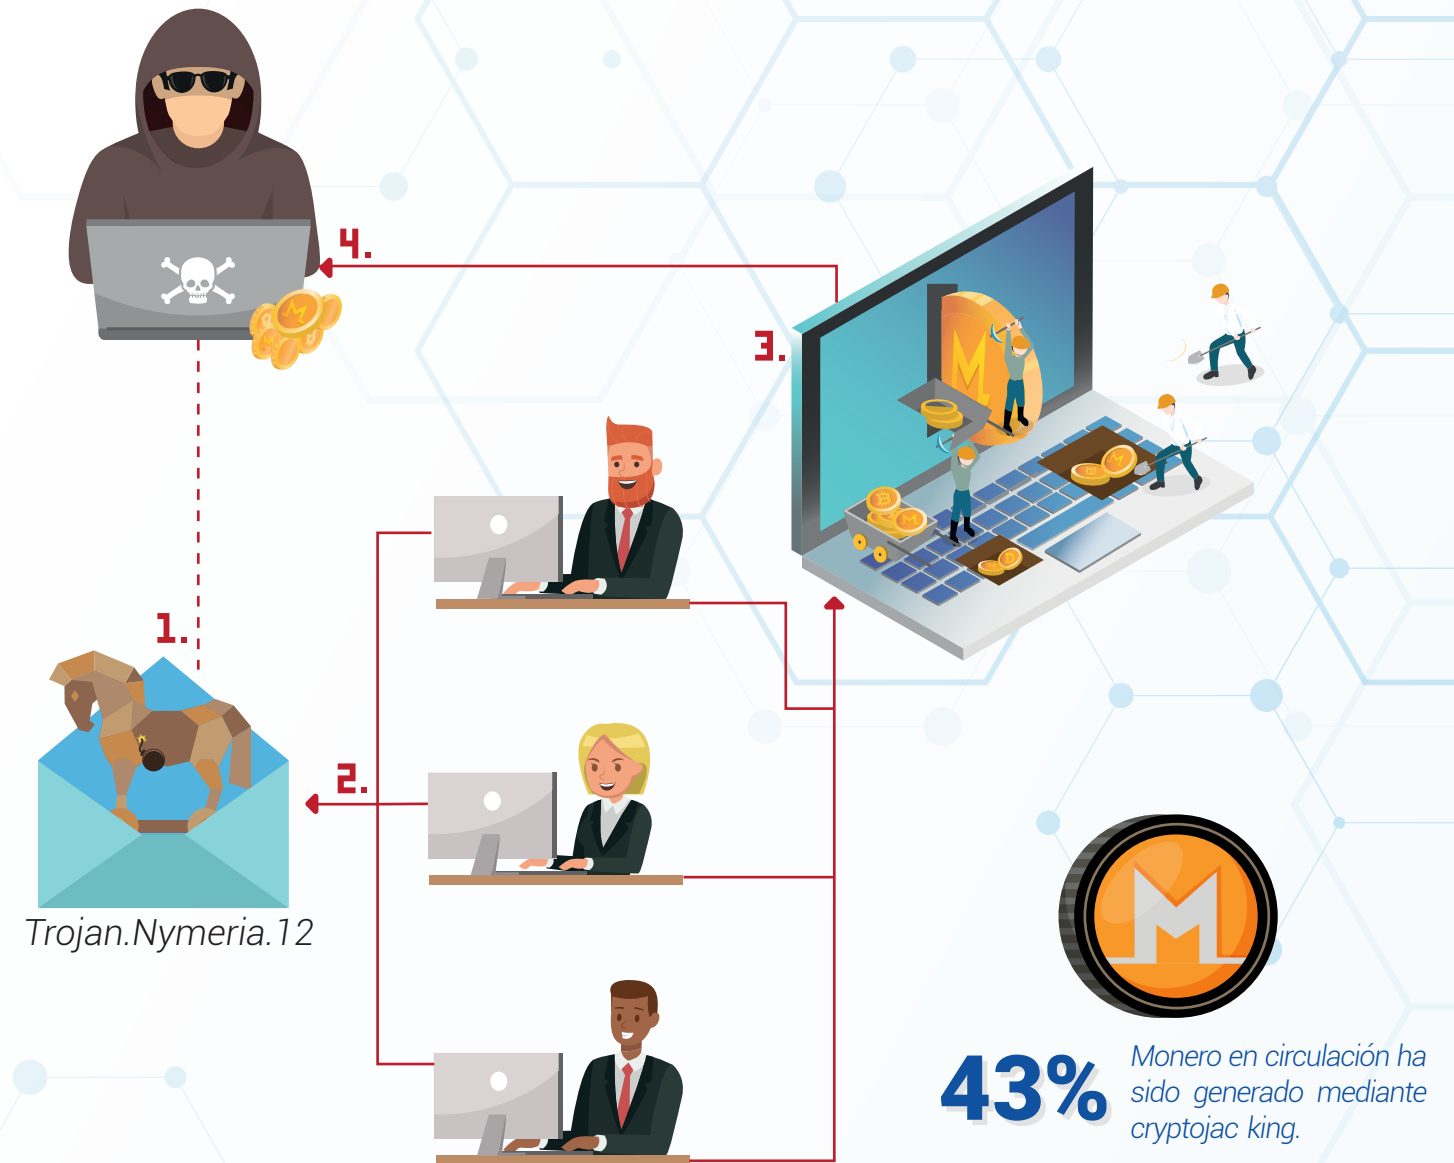 4.
3.
1.
2.
Trojan.Nymeria.12
43%
Monero en circulación ha
sido generado mediante
cryptojac king.